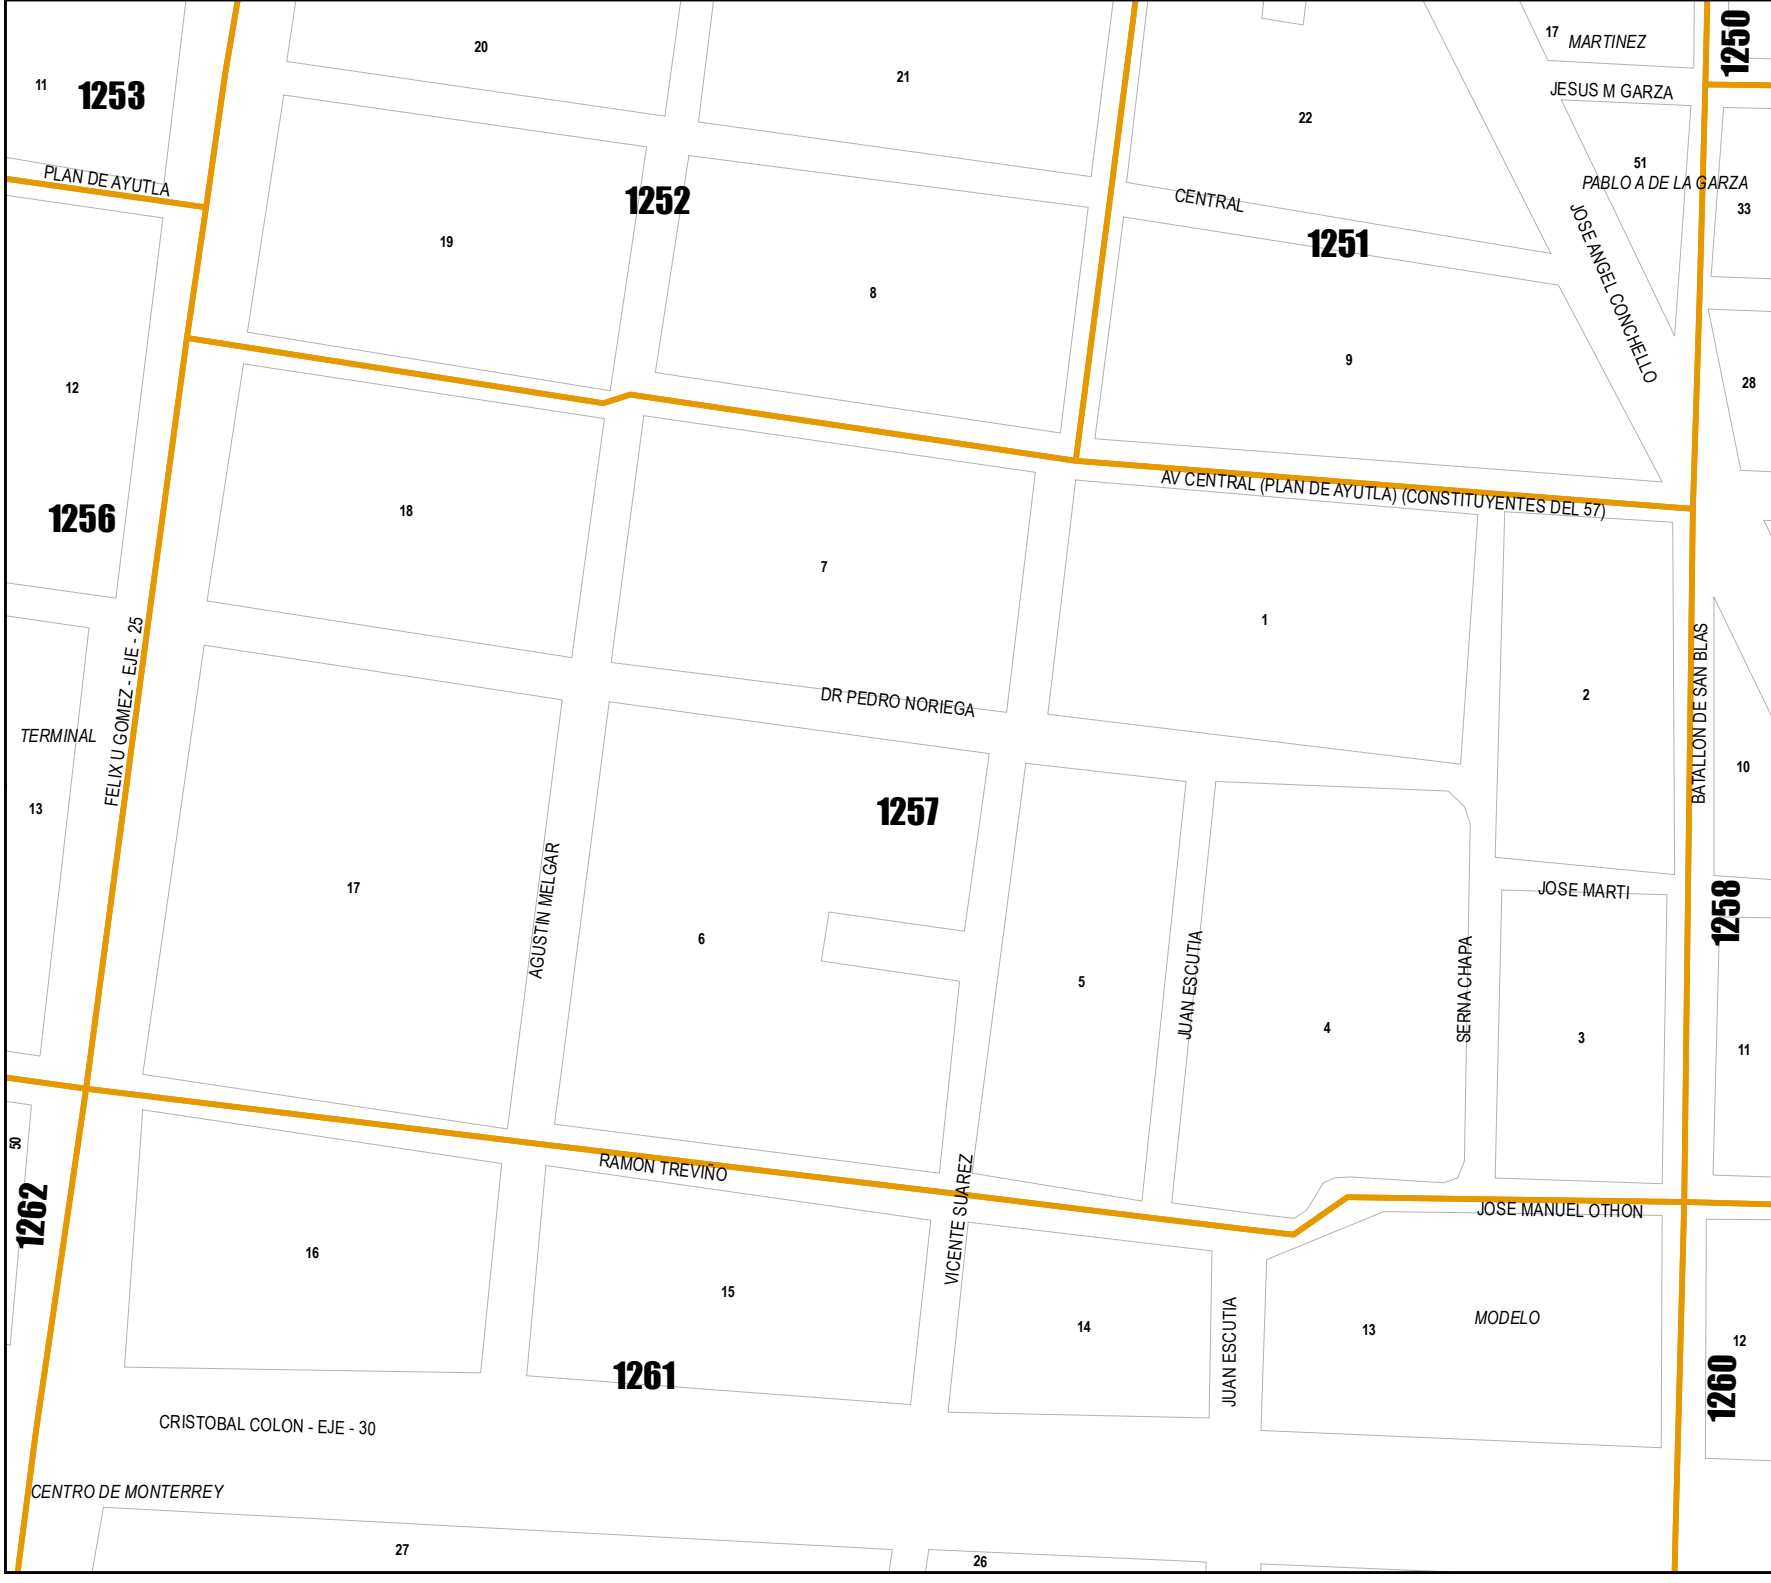 17
MARTINEZ
1250
20
21
11
1253
JESUS M GARZA
22
51
PLAN DE AYUTLA
PABLO A DE LA GARZA
1252
CENTRAL
33
19
1251
JOSE ANGEL CONCHELLO
8
9
28
12
AV CENTRAL (PLAN DE AYUTLA) (CONSTITUYENTES DEL 57)
18
1256
7
1
FELIX U GOMEZ - EJE - 25
BATALLON DE SAN BLAS
2
DR PEDRO NORIEGA
TERMINAL
10
13
1257
17
JOSE MARTI
AGUSTIN MELGAR
1258
6
5
JUAN ESCUTIA
SERNA CHAPA
4
3
11
50
RAMON TREVIÑO
VICENTE SUAREZ
1262
JOSE MANUEL OTHON
16
15
14
JUAN ESCUTIA
13
MODELO
12
1261
1260
CRISTOBAL COLON - EJE - 30
CENTRO DE MONTERREY
27
26